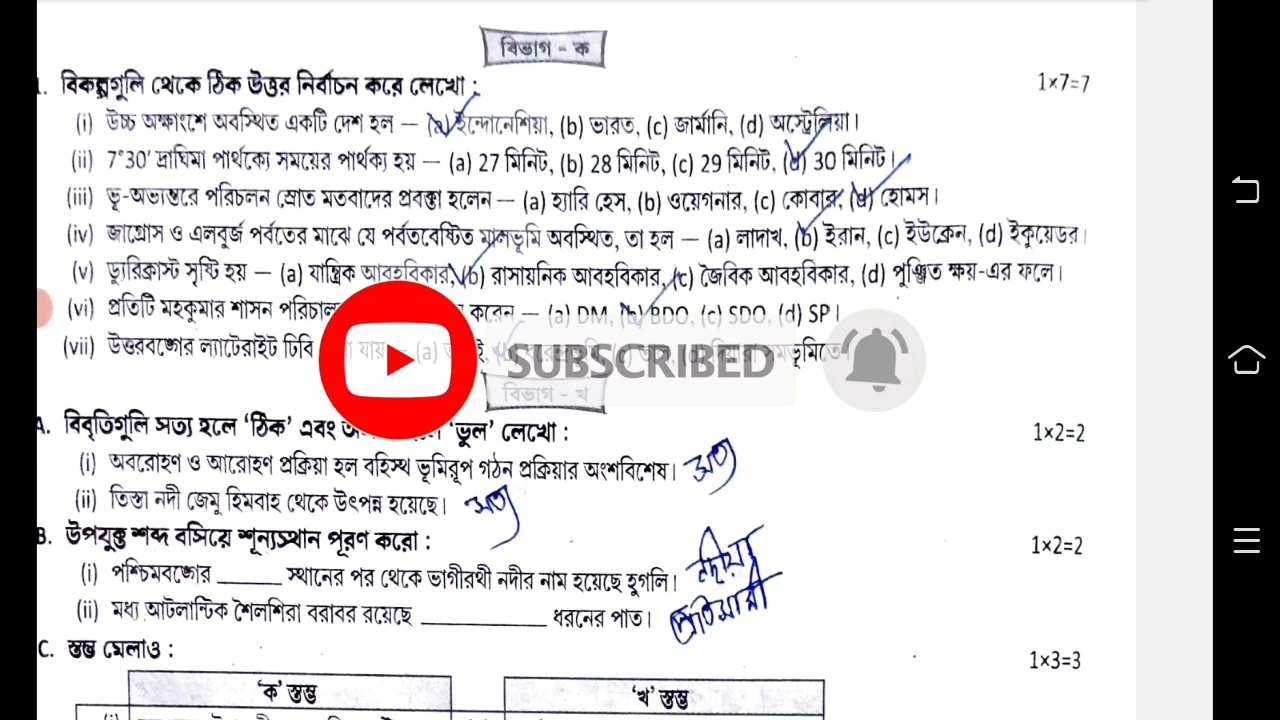 বিভাগ - ক
1. বিকল্পগুলি থেকে ঠিক উত্তর নির্বাচন করে লেখো : 1×7=7
(i) উচ্চ অক্ষাংশে অবস্থিত একটি দেশ হল — (a) ইন্দোনেশিয়া, (b) ভারত, (c) জার্মানি, (d) অস্ট্রেলিয়া।
(ii) 7°30′ দ্রাঘিমা পার্থক্যে সময়ের পার্থক্য হয় — (a) 27 মিনিট, (b) 28 মিনিট, (c) 29 মিনিট, (d) 30 মিনিট।
(iii) ভূ-অভ্যন্তরে পরিচলন স্রোত মতবাদের প্রবক্তা হলেন — (a) হ্যারি হেস, (b) ওয়েগনার, (c) কোবার, (d) হোমস।
(iv) জাগ্রোস ও এলবুর্জ পর্বতের মাঝে যে পর্বতবেষ্টিত মালভূমি অবস্থিত, তা হল — (a) লাদাখ, (b) ইরান, (c) ইউক্রেন, (d) ইকুয়েডর।
(v) ড্যুরিক্রাস্ট সৃষ্টি হয় — (a) যান্ত্রিক আবহবিকার, (b) রাসায়নিক আবহবিকার, (c) জৈবিক আবহবিকার, (d) পুঞ্জিত ক্ষয়-এর ফলে।
(vi) প্রতিটি মহকুমার শাসন পরিচাল করেন — (a) DM, (b) BDO, (c) SDO, (d) SP।
(vii) উত্তরবঙ্গের ল্যাটেরাইট ঢিবি যায় — (a)
SUBSCRIBED
বিভাগ - খ
A. বিবৃতিগুলি সত্য হলে ‘ঠিক’ এবং ‘ভুল’ লেখো : 1×2=2
(i) অবরোহণ ও আরোহণ প্রক্রিয়া হল বহিস্থ ভূমিরূপ গঠন প্রক্রিয়ার অংশবিশেষ। সত্য
(ii) তিস্তা নদী জেমু হিমবাহ থেকে উৎপন্ন হয়েছে। সত্য
B. উপযুক্ত শব্দ বসিয়ে শূন্যস্থান পূরণ করো : 1×2=2
(i) পশ্চিমবঙ্গের ______ স্থানের পর থেকে ভাগীরথী নদীর নাম হয়েছে হুগলি। নদীয়া
(ii) মধ্য আটলান্টিক শৈলশিরা বরাবর রয়েছে ____________ ধরনের পাত। প্রতিসারী
C. স্তম্ভ মেলাও : 1×3=3
‘ক’ স্তম্ভ ‘খ’ স্তম্ভ